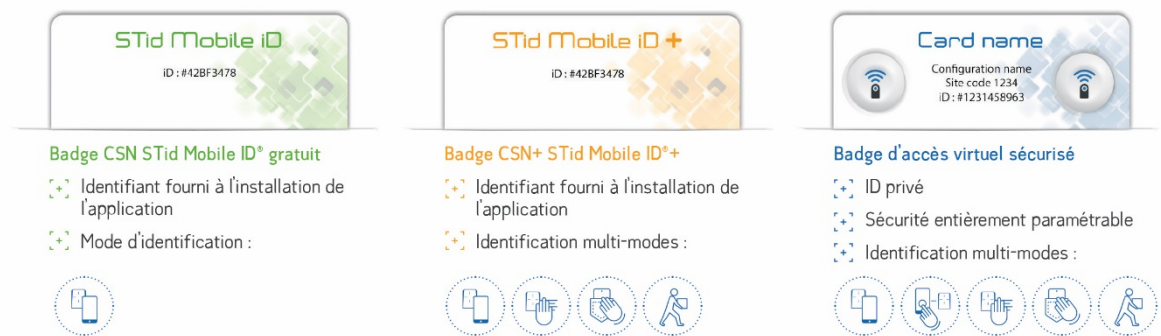 STid Mobile iD
iD : #42BF3478
Badge CSN STid Mobile ID® gratuit
[+] Identifiant fourni à l'installation de
l'application
[+] Mode d'identification :
STid Mobile iD +
iD : #42BF3478
Badge CSN+ STid Mobile ID®+
[+] Identifiant fourni à l'installation de
l'application
[+] Identification multi-modes :
Card name
Configuration name
Site code 1234
iD : #1231458963
Badge d'accès virtuel sécurisé
[+] ID privé
[+] Sécurité entièrement paramétrable
[+] Identification multi-modes :